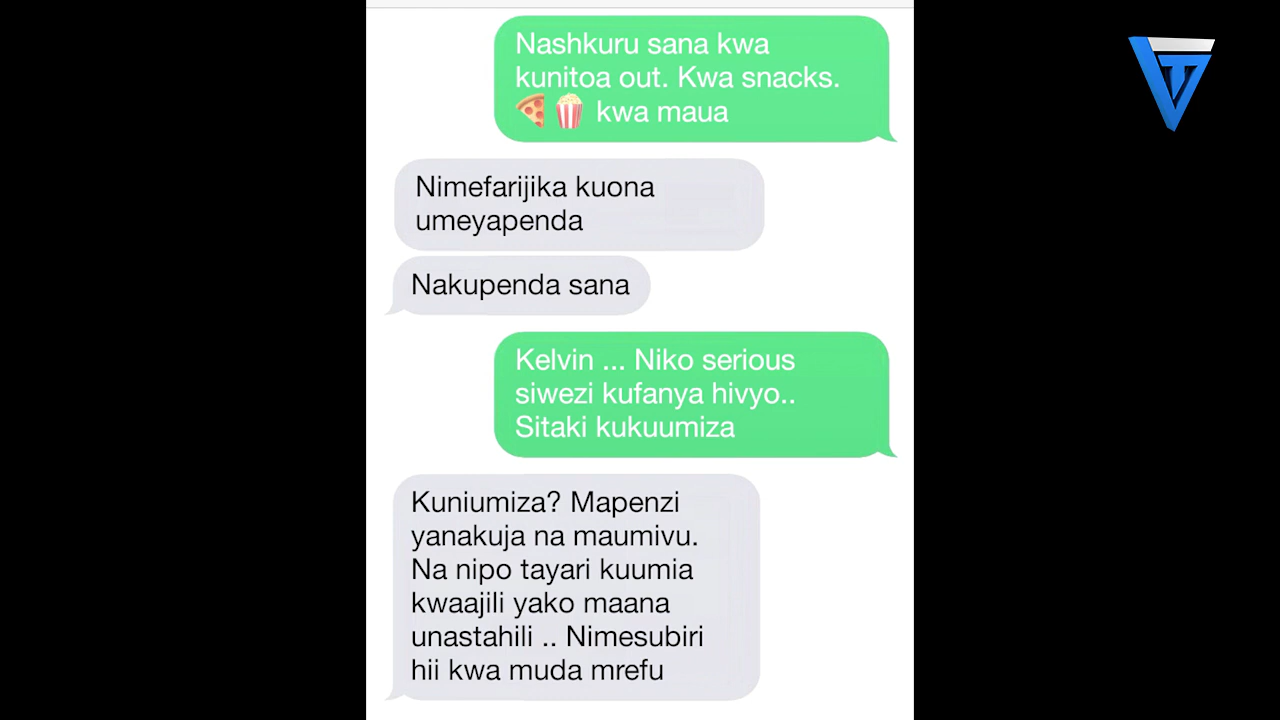 Nashkuru sana kwa
kunitoa out. Kwa snacks.
🍕🍿 kwa maua
Nimefarijika kuona
umeyapenda
Nakupenda sana
Kelvin ... Niko serious
siwezi kufanya hivyo..
Sitaki kukuumiza
Kuniumiza? Mapenzi
yanakuja na maumivu.
Na nipo tayari kuumia
kwaajili yako maana
unastahili .. Nimesubiri
hii kwa muda mrefu